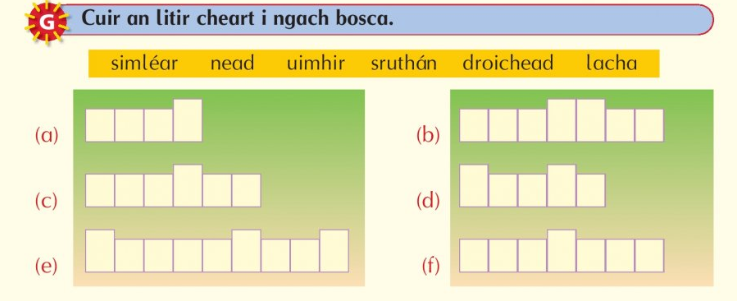 G Cuir an litir cheart i ngach bosca.
simléar nead uimhir sruthán droichead lacha
(a) (b)
(c) (d)
(e) (f)